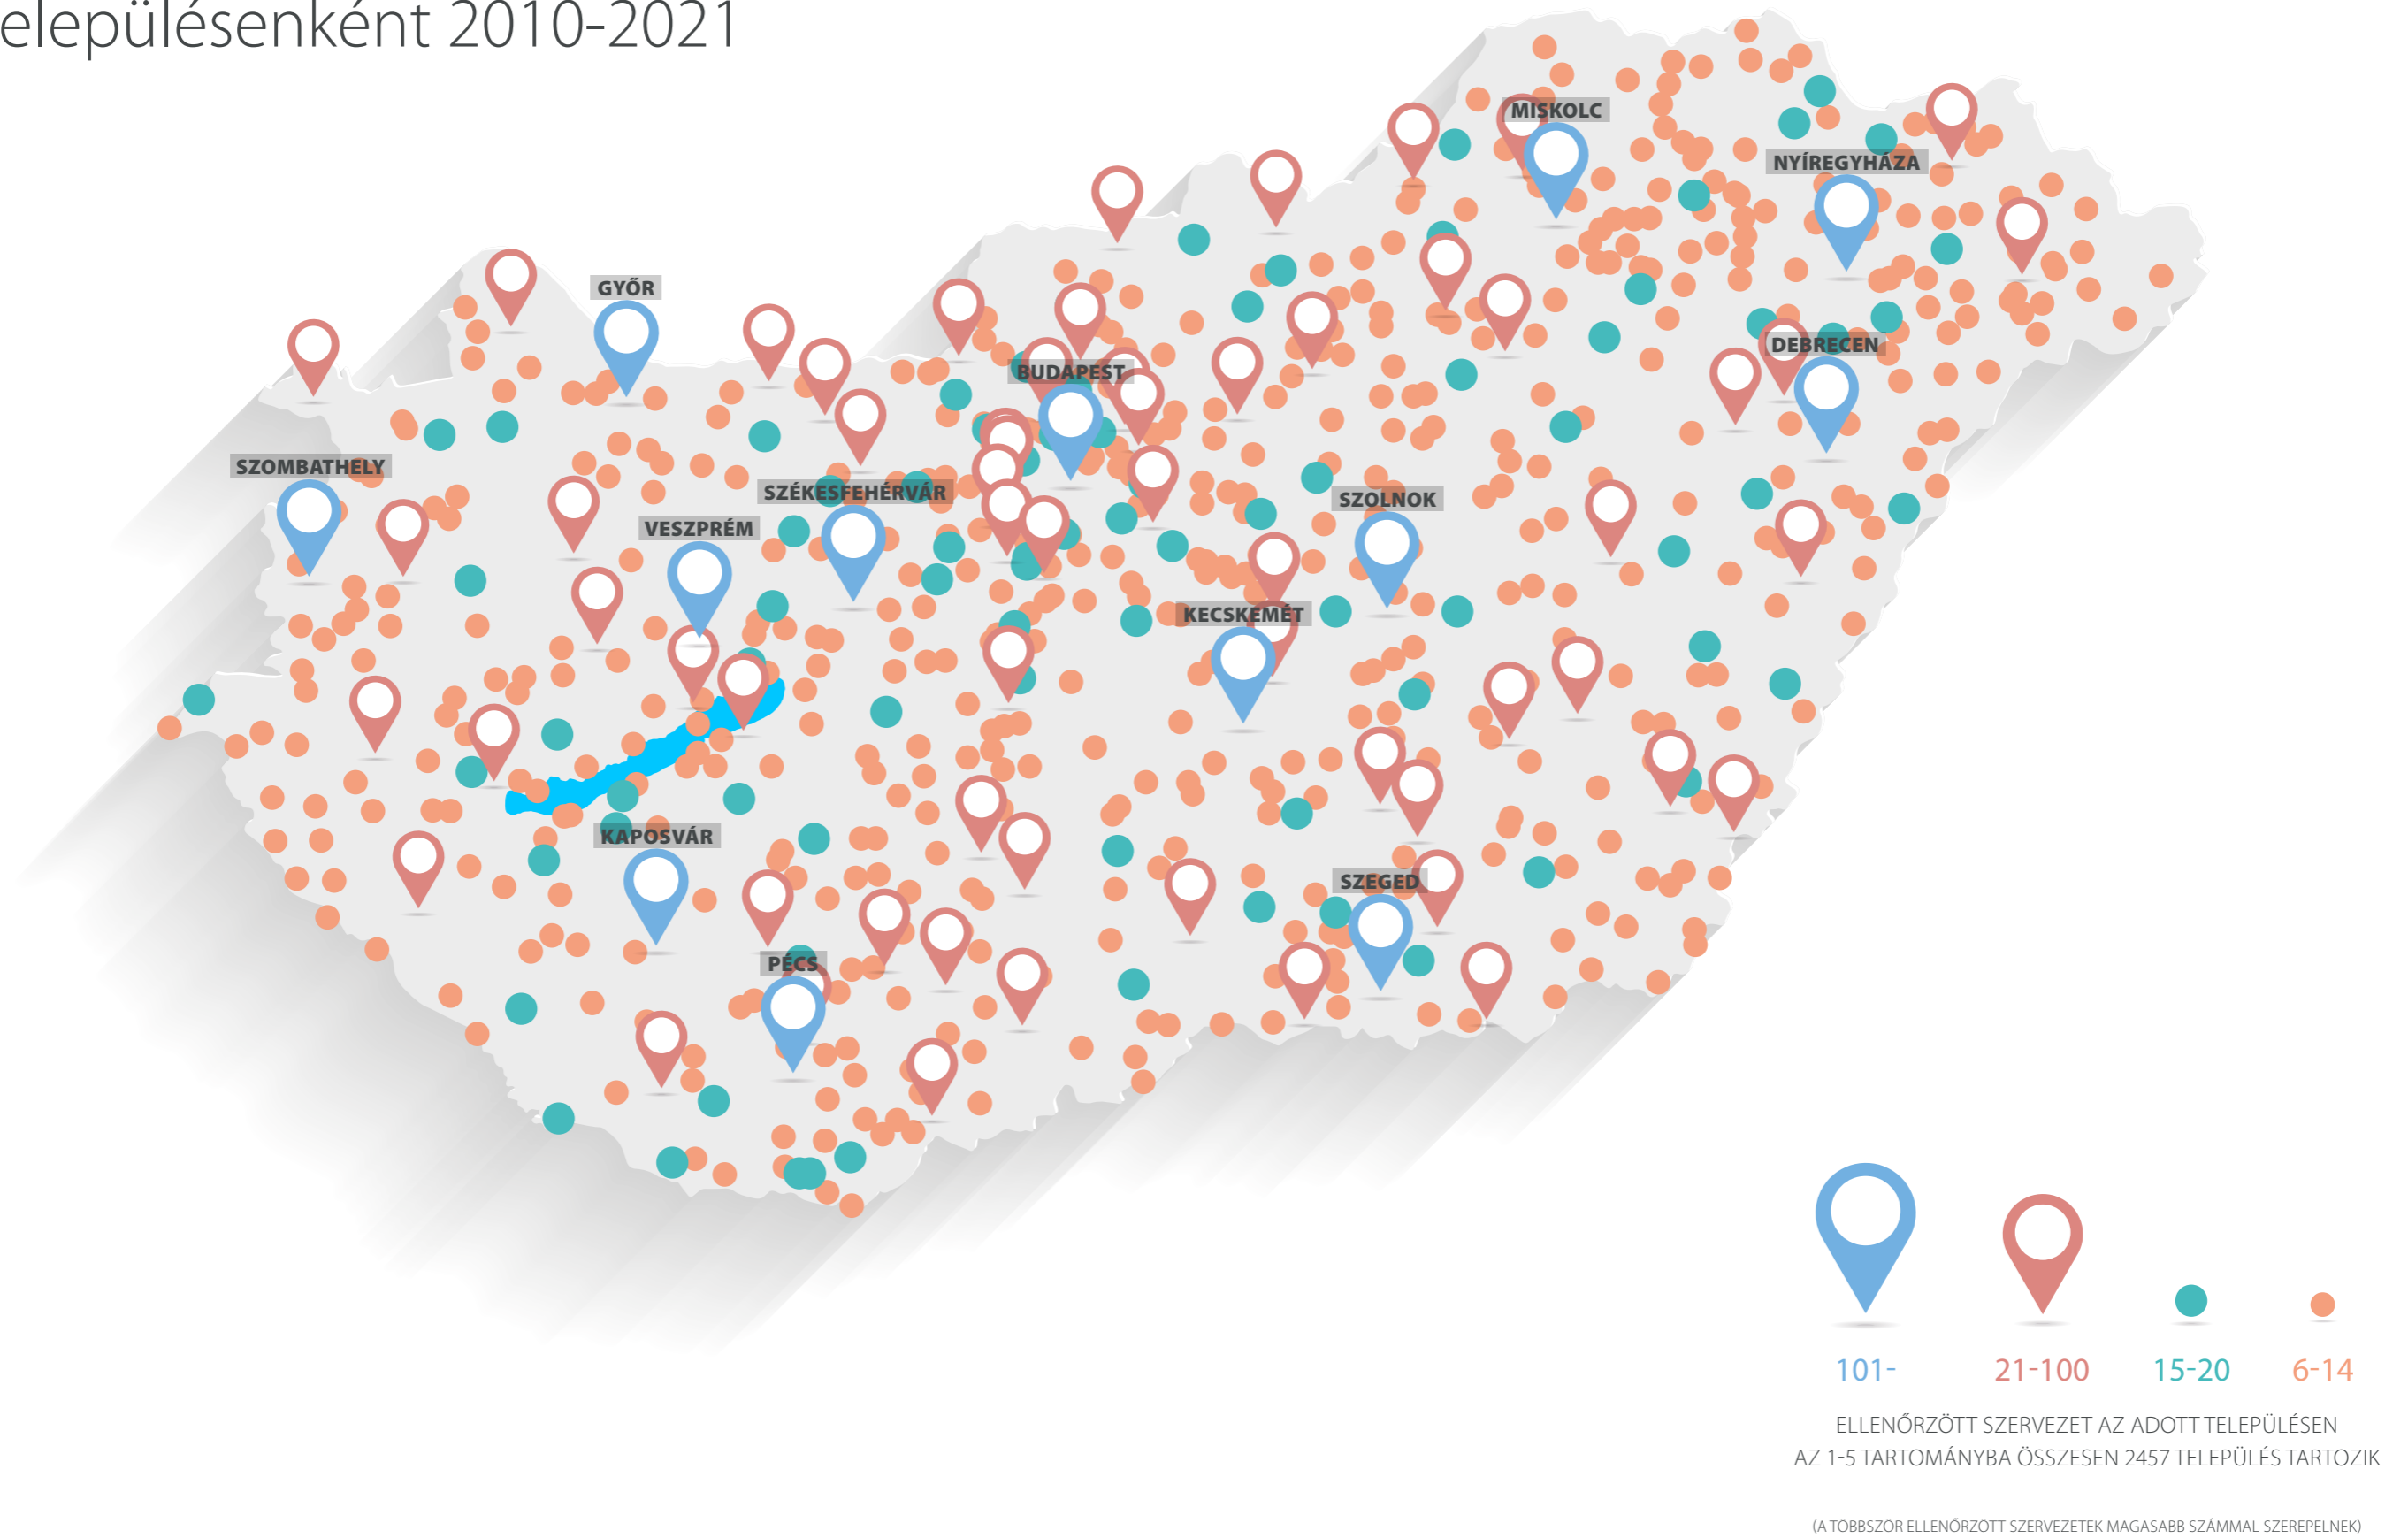 elepülésenként 2010-2021
MISKOLC
NYÍREGYHÁZA
GYŐR
DEBRECEN
BUDAPEST
SZOMBATHELY
SZÉKESFEHÉRVÁR
SZOLNOK
VESZPRÉM
KECSKEMÉT
KAPOSVÁR
SZEGED
PÉCS
101-
21-100
15-20
6-14
ELLENŐRZÖTT SZERVEZET AZ ADOTT TELEPÜLÉSEN
AZ 1-5 TARTOMÁNYBA ÖSSZESEN 2457 TELEPÜLÉS TARTOZIK
(A TÖBBSZÖR ELLENŐRZÖTT SZERVEZETEK MAGASABB SZÁMMAL SZEREPELNEK)